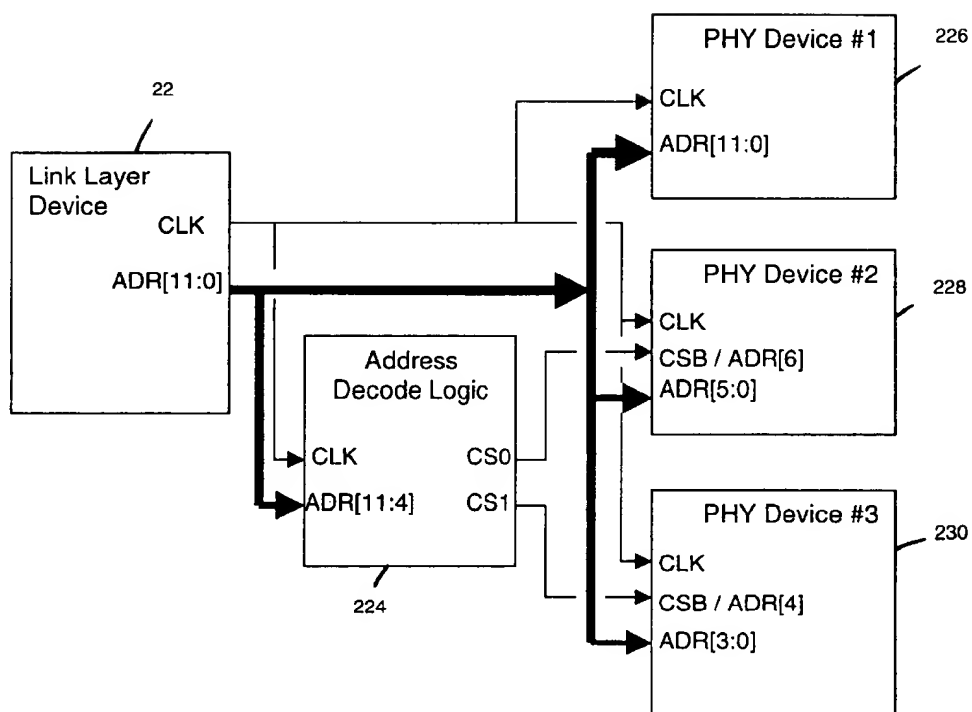 22
Link Layer
Device
CLK
ADR[11:0]
Address
Decode Logic
CLK
CS0
ADR[11:4]
CS1
224
PHY Device #1
226
CLK
ADR[11:0]
PHY Device #2
228
CLK
CSB / ADR[6]
ADR[5:0]
PHY Device #3
230
CLK
CSB / ADR[4]
ADR[3:0]